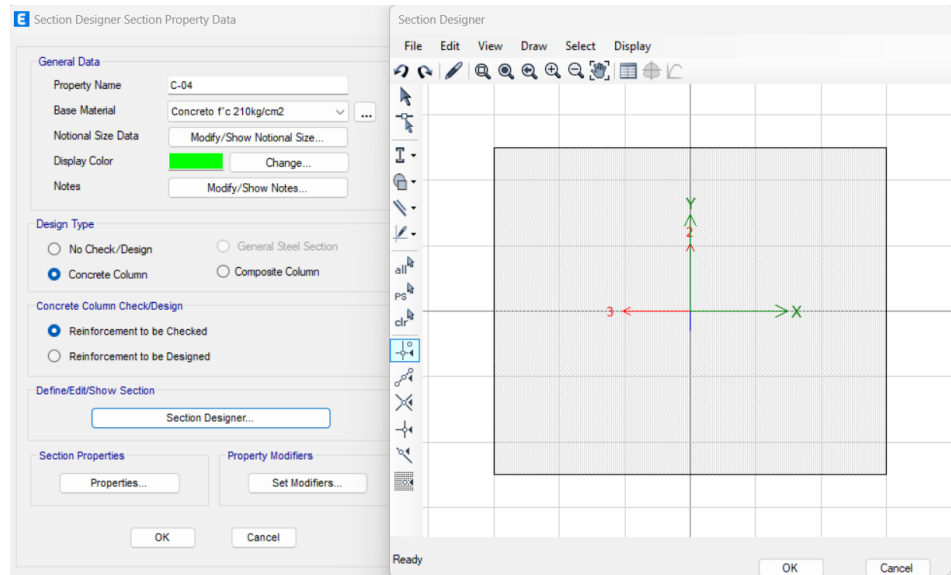 E Section Designer Section Property Data
General Data
Property Name C-04
Base Material Concreto f'c 210kg/cm2 ...
Notional Size Data Modify/Show Notional Size...
Display Color Change...
Notes Modify/Show Notes...
Design Type
No Check/Design General Steel Section
Concrete Column Composite Column
Concrete Column Check/Design
Reinforcement to be Checked
Reinforcement to be Designed
Define/Edit/Show Section
Section Designer...
Section Properties Property Modifiers
Properties... Set Modifiers...
OK Cancel
Section Designer
File Edit View Draw Select Display
all
PS
clr
Y
2
3 X
Ready
OK Cancel